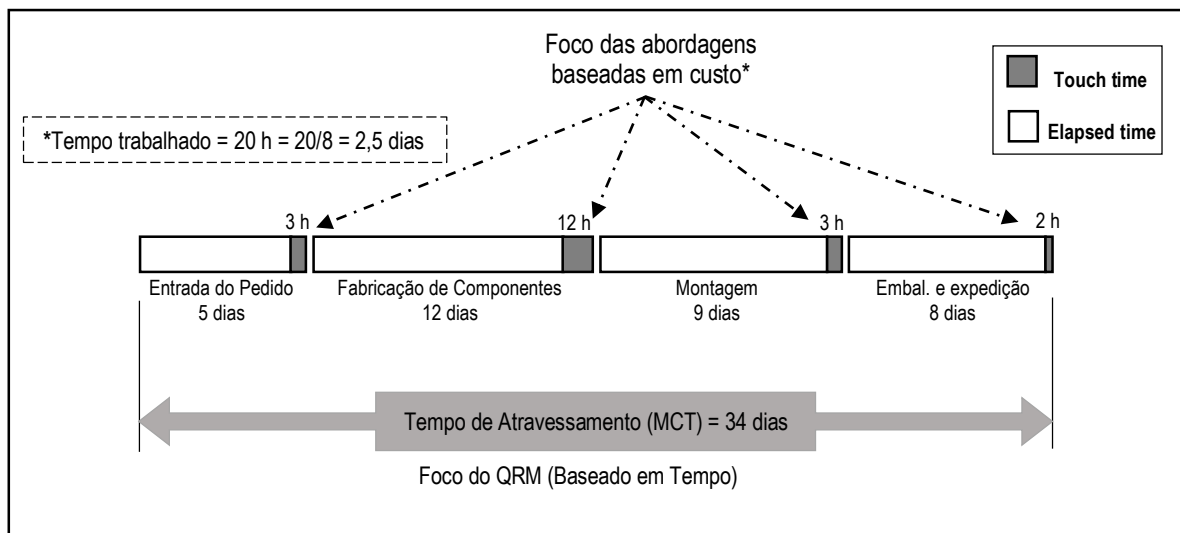 Foco das abordagens
baseadas em custo*
Touch time
Elapsed time
*Tempo trabalhado = 20 h = 20/8 = 2,5 dias
3 h
12 h
3 h
2 h
Entrada do Pedido
5 dias
Fabricação de Componentes
12 dias
Montagem
9 dias
Embal. e expedição
8 dias
Tempo de Atravessamento (MCT) = 34 dias
Foco do QRM (Baseado em Tempo)